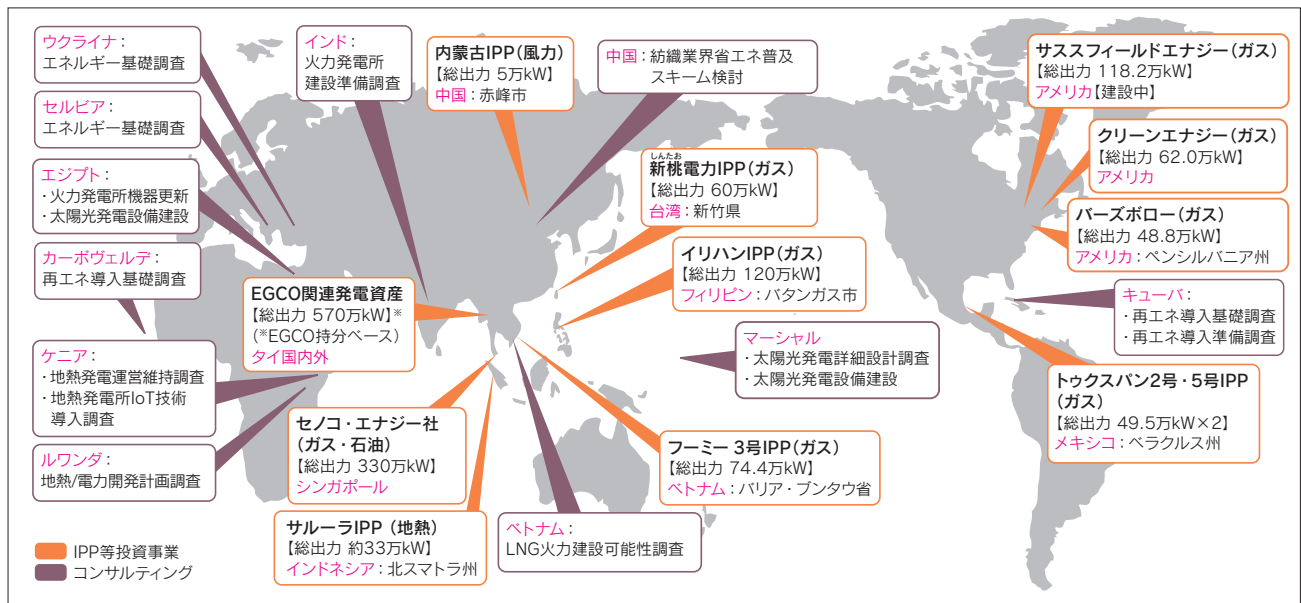 ウクライナ：
エネルギー基礎調査
セルビア：
エネルギー基礎調査
エジプト：
・火力発電所機器更新
・太陽光発電設備建設
カーボヴェルデ：
再エネ導入基礎調査
ケニア：
・地熱発電運営維持調査
・地熱発電所IoT技術
導入調査
ルワンダ：
地熱/電力開発計画調査
インド：
火力発電所
建設準備調査
内蒙古IPP（風力）
【総出力 5万kW】
中国：赤峰市
中国：紡織業界省エネ普及
スキーム検討
しんたお
新桃電力IPP（ガス）
【総出力 60万kW】
台湾：新竹県
イリハンIPP（ガス）
【総出力 120万kW】
フィリピン：バタンガス市
EGCO関連発電資産
【総出力 570万kW】※
（※EGCO持分ベース）
タイ国内外
マーシャル
・太陽光発電詳細設計調査
・太陽光発電設備建設
セノコ・エナジー社
（ガス・石油）
【総出力 330万kW】
シンガポール
フーミー 3号IPP（ガス）
【総出力 74.4万kW】
ベトナム：バリア・ブンタウ省
サルーラIPP（地熱）
【総出力 約33万kW】
インドネシア：北スマトラ州
ベトナム：
LNG火力建設可能性調査
サススフィールドエナジー（ガス）
【総出力 118.2万kW】
アメリカ【建設中】
クリーンエナジー（ガス）
【総出力 62.0万kW】
アメリカ
バーズボロー（ガス）
【総出力 48.8万kW】
アメリカ：ペンシルバニア州
キューバ：
・再エネ導入基礎調査
・再エネ導入準備調査
トゥクスパン2号・5号IPP
（ガス）
【総出力 49.5万kW×2】
メキシコ：ベラクルス州
IPP等投資事業
コンサルティング